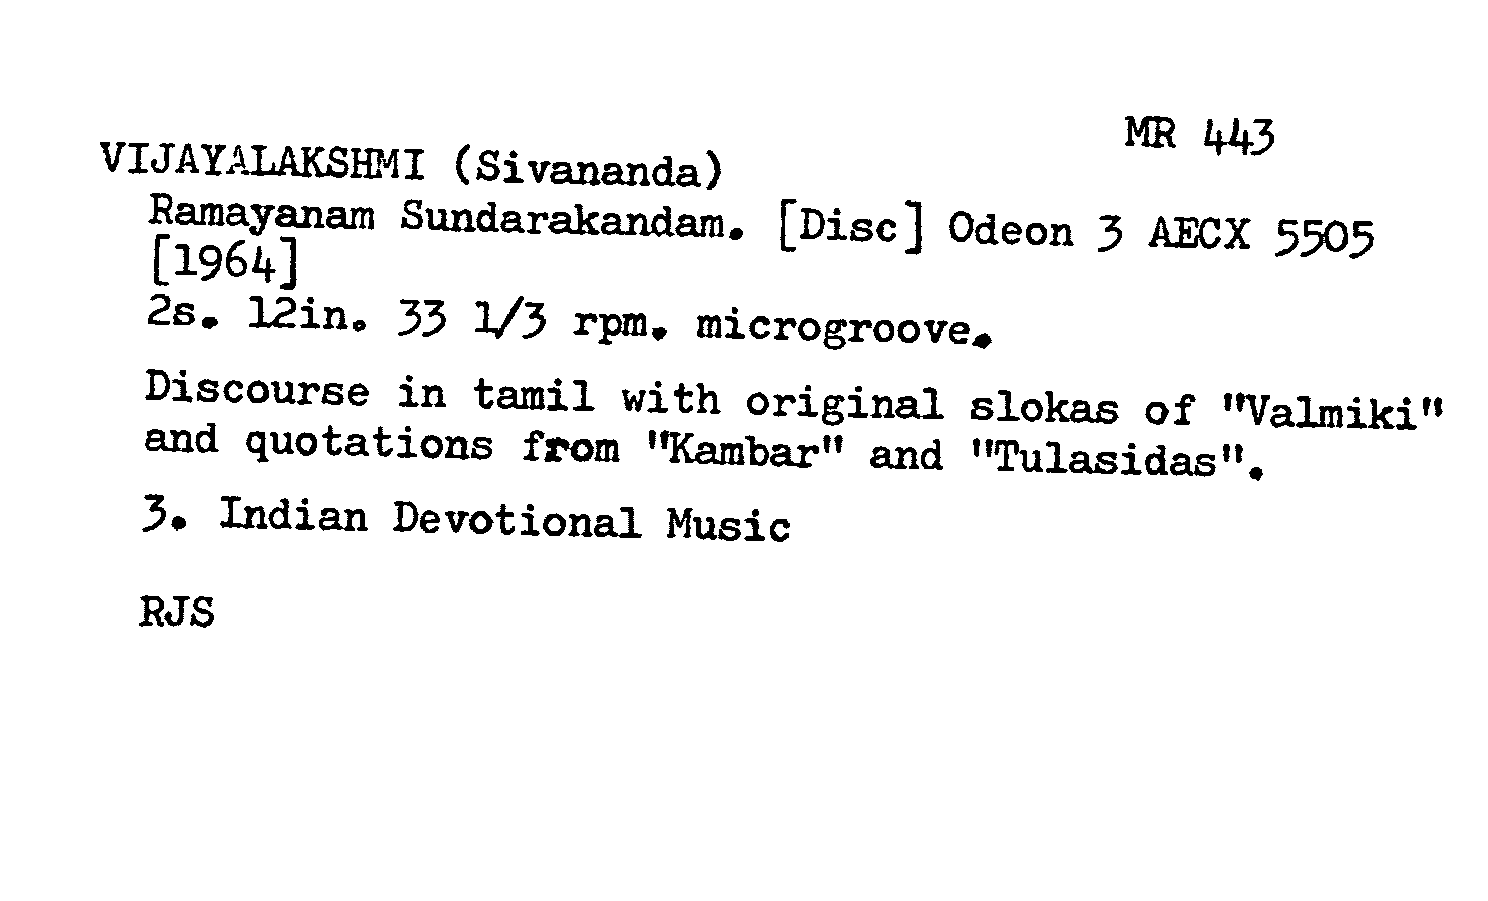 MR 443
VIJAYALAKSHMI (Sivananda)
Ramayanam Sundarakandam. [Disc] Odeon 3 AECX 5505
[1964]
2s. 12in. 33 1/3 rpm. microgroove.
Discourse in tamil with original slokas of "Valmiki"
and quotations from "Kambar" and "Tulasidas".
3. Indian Devotional Music
RJS